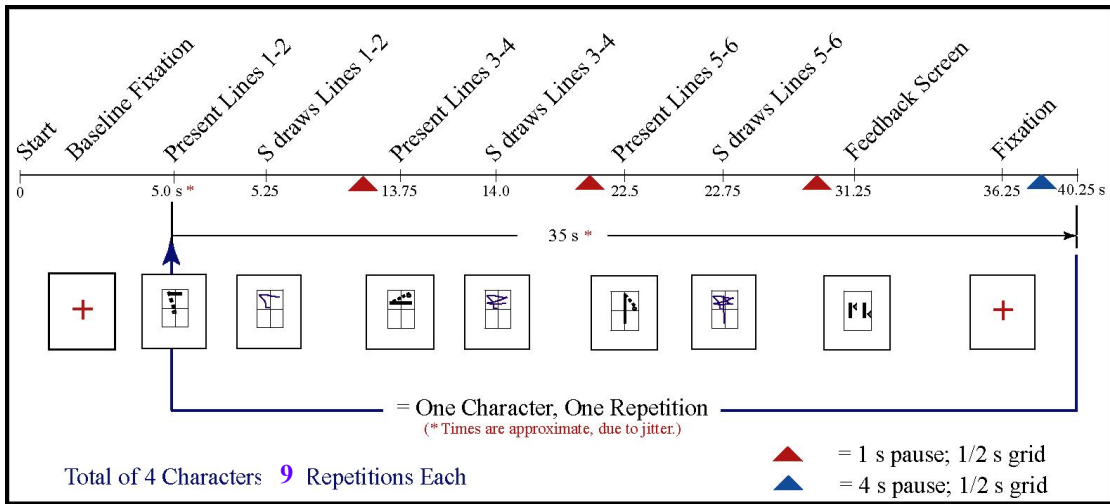 Start
Baseline Fixation
Present Lines 1-2
S draws Lines 1-2
Present Lines 3-4
S draws Lines 3-4
Present Lines 5-6
S draws Lines 5-6
Feedback Screen
Fixation
0
5.0 s *
5.25
13.75
14.0
22.5
22.75
31.25
36.25
40.25 s
35 s *
= One Character, One Repetition
(* Times are approximate, due to jitter.)
Total of 4 Characters 9 Repetitions Each
= 1 s pause; 1/2 s grid
= 4 s pause; 1/2 s grid